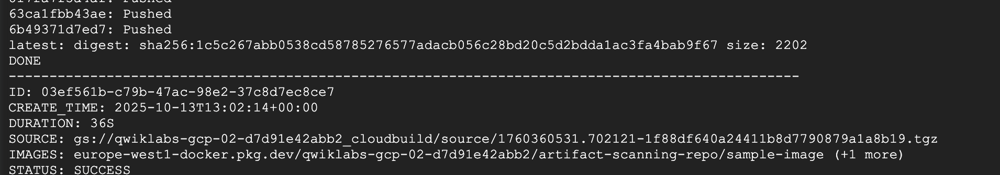 63ca1fbb43ae: Pushed
6b49371d7ed7: Pushed
latest: digest: sha256:1c5c267abb0538cd58785276577adacb056c28bd20c5d2bdda1ac3fa4bab9f67 size: 2202
DONE
-------------------------------------------------------------------------------------------------
ID: 03ef561b-c79b-47ac-98e2-37c8d7ec8ce7
CREATE_TIME: 2025-10-13T13:02:14+00:00
DURATION: 36S
SOURCE: gs://qwiklabs-gcp-02-d7d91e42abb2_cloudbuild/source/1760360531.702121-1f88df640a24411b8d7790879a1a8b19.tgz
IMAGES: europe-west1-docker.pkg.dev/qwiklabs-gcp-02-d7d91e42abb2/artifact-scanning-repo/sample-image (+1 more)
STATUS: SUCCESS